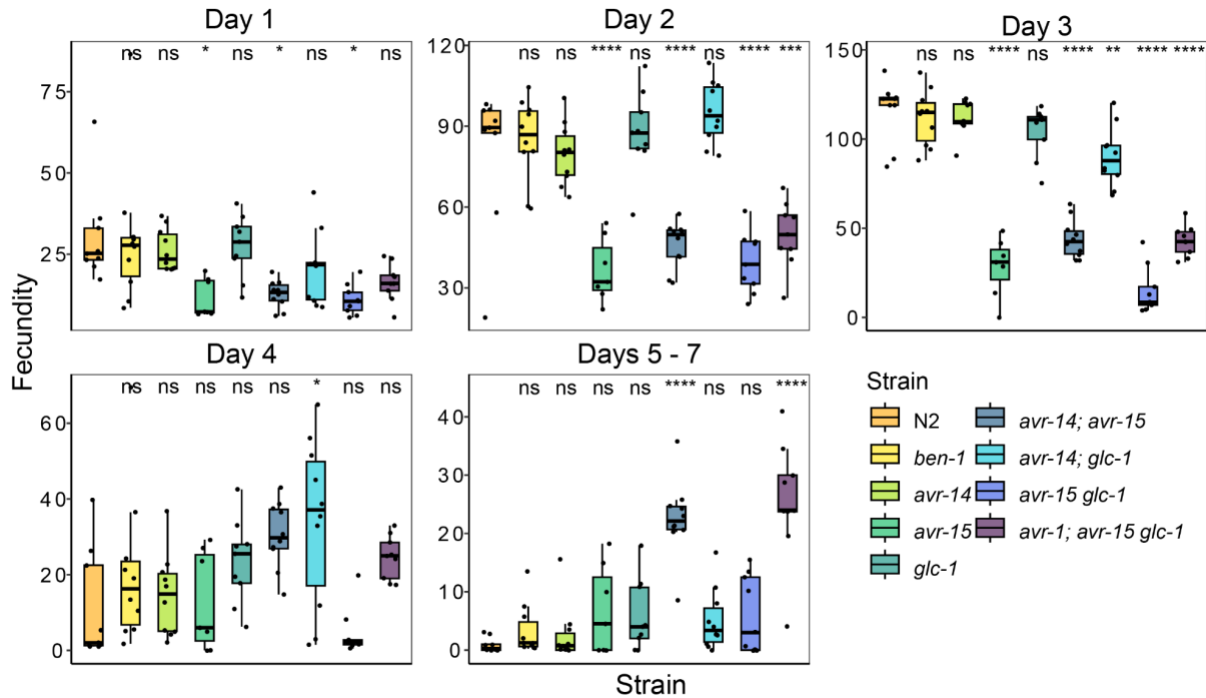 Day 1
Day 2
Day 3
ns ns * ns * ns * ns
ns ns **** ns **** ns **** ***
ns ns **** ns **** ** **** ****
75
50
25
0
120
90
60
30
150
100
50
0
Day 4
Days 5 - 7
ns ns ns ns ns * ns ns
ns ns ns ns **** ns ns ****
60
40
20
0
40
30
20
10
0
Fecundity
Strain
Strain
N2
ben-1
avr-14
avr-15
glc-1
avr-14; avr-15
avr-14; glc-1
avr-15 glc-1
avr-1; avr-15 glc-1